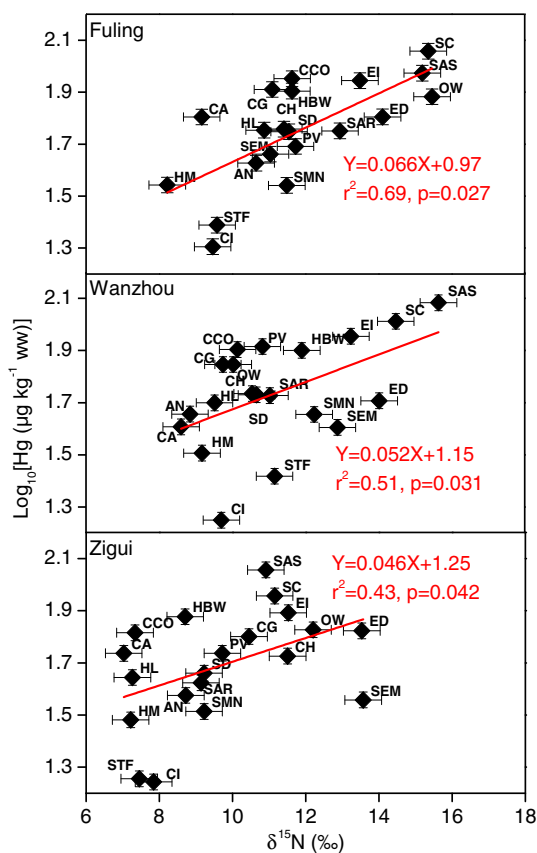 Fuling
2.1
1.9
1.7
1.5
1.3
SC
SAS
OW
CCO
EI
CG
HBW
CA
CH
SD
ED
HL
SAR
PV
SEM
AN
HM
SMN
STF
CI
Y=0.066X+0.97
r²=0.69, p=0.027
Wanzhou
2.1
1.9
1.7
1.5
1.3
SAS
SC
EI
CCO
PV
HBW
CG
OW
CH
SAR
ED
HL
AN
SD
SMN
CA
SEM
HM
STF
CI
Y=0.052X+1.15
r²=0.51, p=0.031
Zigui
2.1
1.9
1.7
1.5
1.3
SAS
SC
HBW
EI
CCO
CG
OW
ED
CA
PV
CH
HL
SD
SAR
AN
SMN
SEM
HM
STF
CI
Y=0.046X+1.25
r²=0.43, p=0.042
Log₁₀[Hg (µg kg⁻¹ ww)]
6 8 10 12 14 16 18
δ¹⁵N (‰)